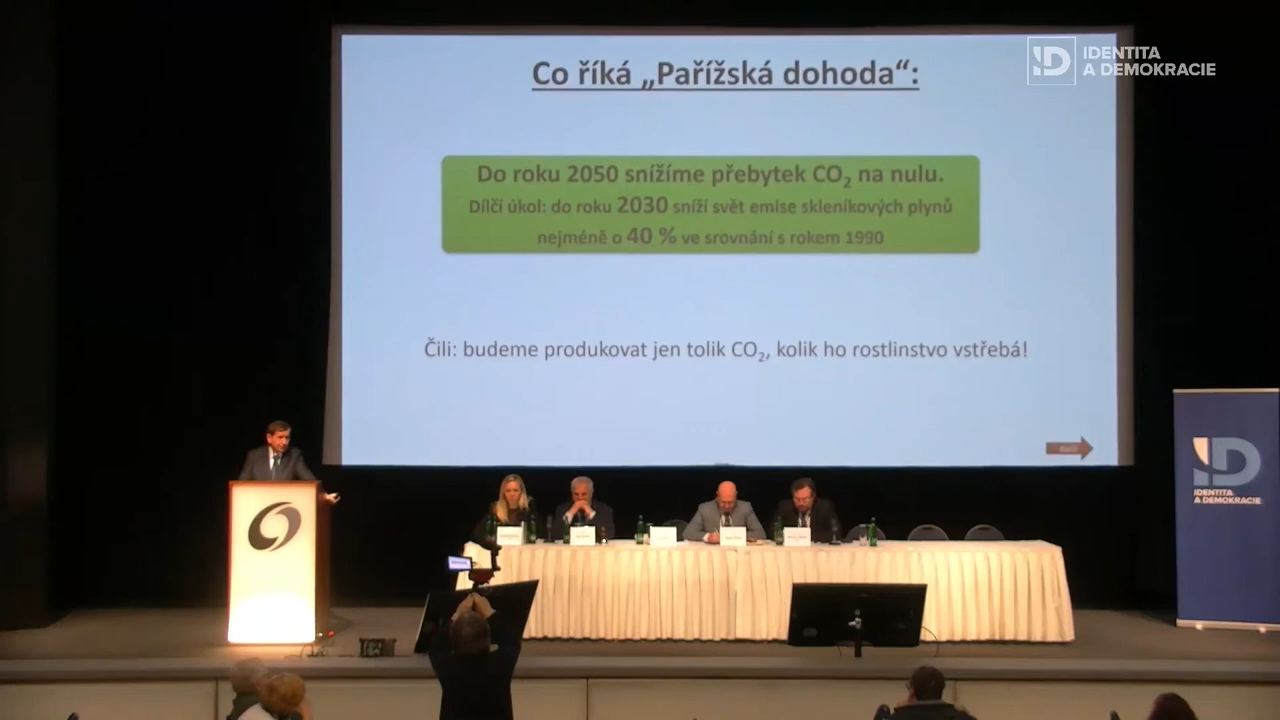 Co říká „Pařížská dohoda“:
IDENTITA
A DEMOKRACIE
Do roku 2050 snížíme přebytek CO₂ na nulu.
Dílčí úkol: do roku 2030 sníží svět emise skleníkových plynů
nejméně o 40 % ve srovnání s rokem 1990
Čili: budeme produkovat jen tolik CO₂, kolik ho rostlinstvo vstřebá!
ID
IDENTITA
A DEMOKRACIE